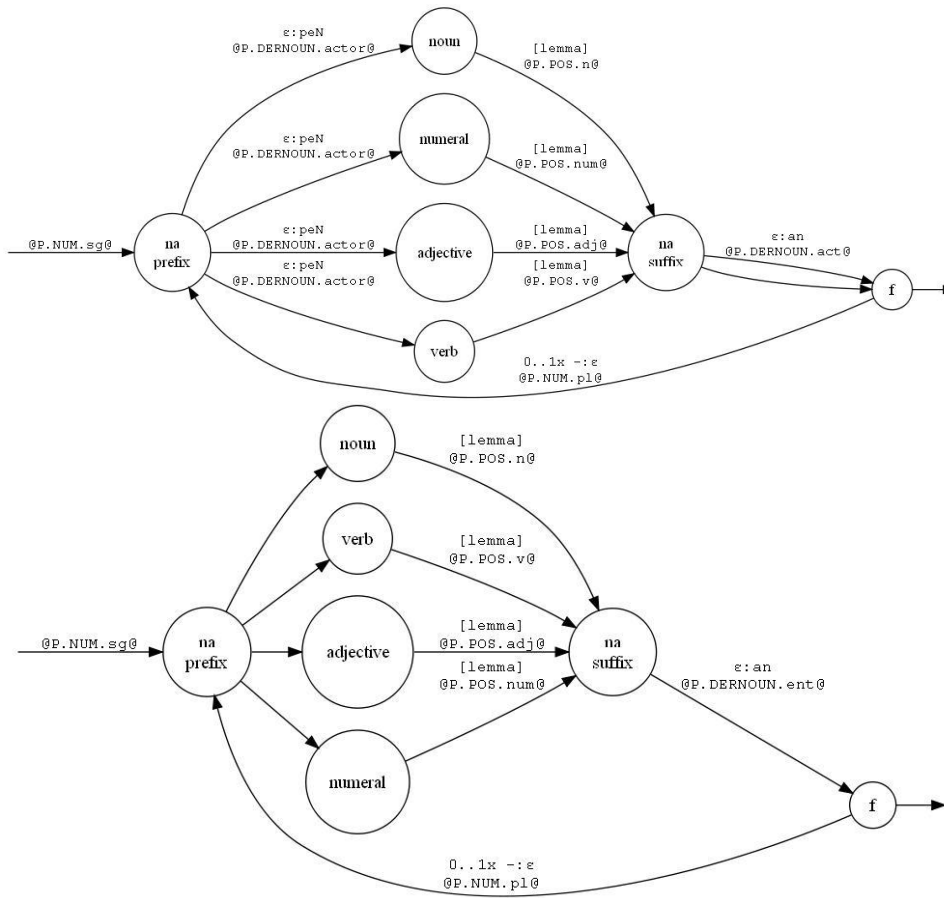 ε:peN
@P.DERNOUN.actor@
noun
[lemma]
@P.POS.n@
ε:peN
@P.DERNOUN.actor@
numeral
[lemma]
@P.POS.num@
@P.NUM.sg@
na
prefix
ε:peN
@P.DERNOUN.actor@
adjective
[lemma]
@P.POS.adj@
na
suffix
ε:an
@P.DERNOUN.act@
ε:peN
@P.DERNOUN.actor@
verb
[lemma]
@P.POS.v@
f
0..1x -:ε
@P.NUM.pl@
noun
[lemma]
@P.POS.n@
verb
[lemma]
@P.POS.v@
@P.NUM.sg@
na
prefix
adjective
[lemma]
@P.POS.adj@
na
suffix
numeral
[lemma]
@P.POS.num@
ε:an
@P.DERNOUN.ent@
f
0..1x -:ε
@P.NUM.pl@